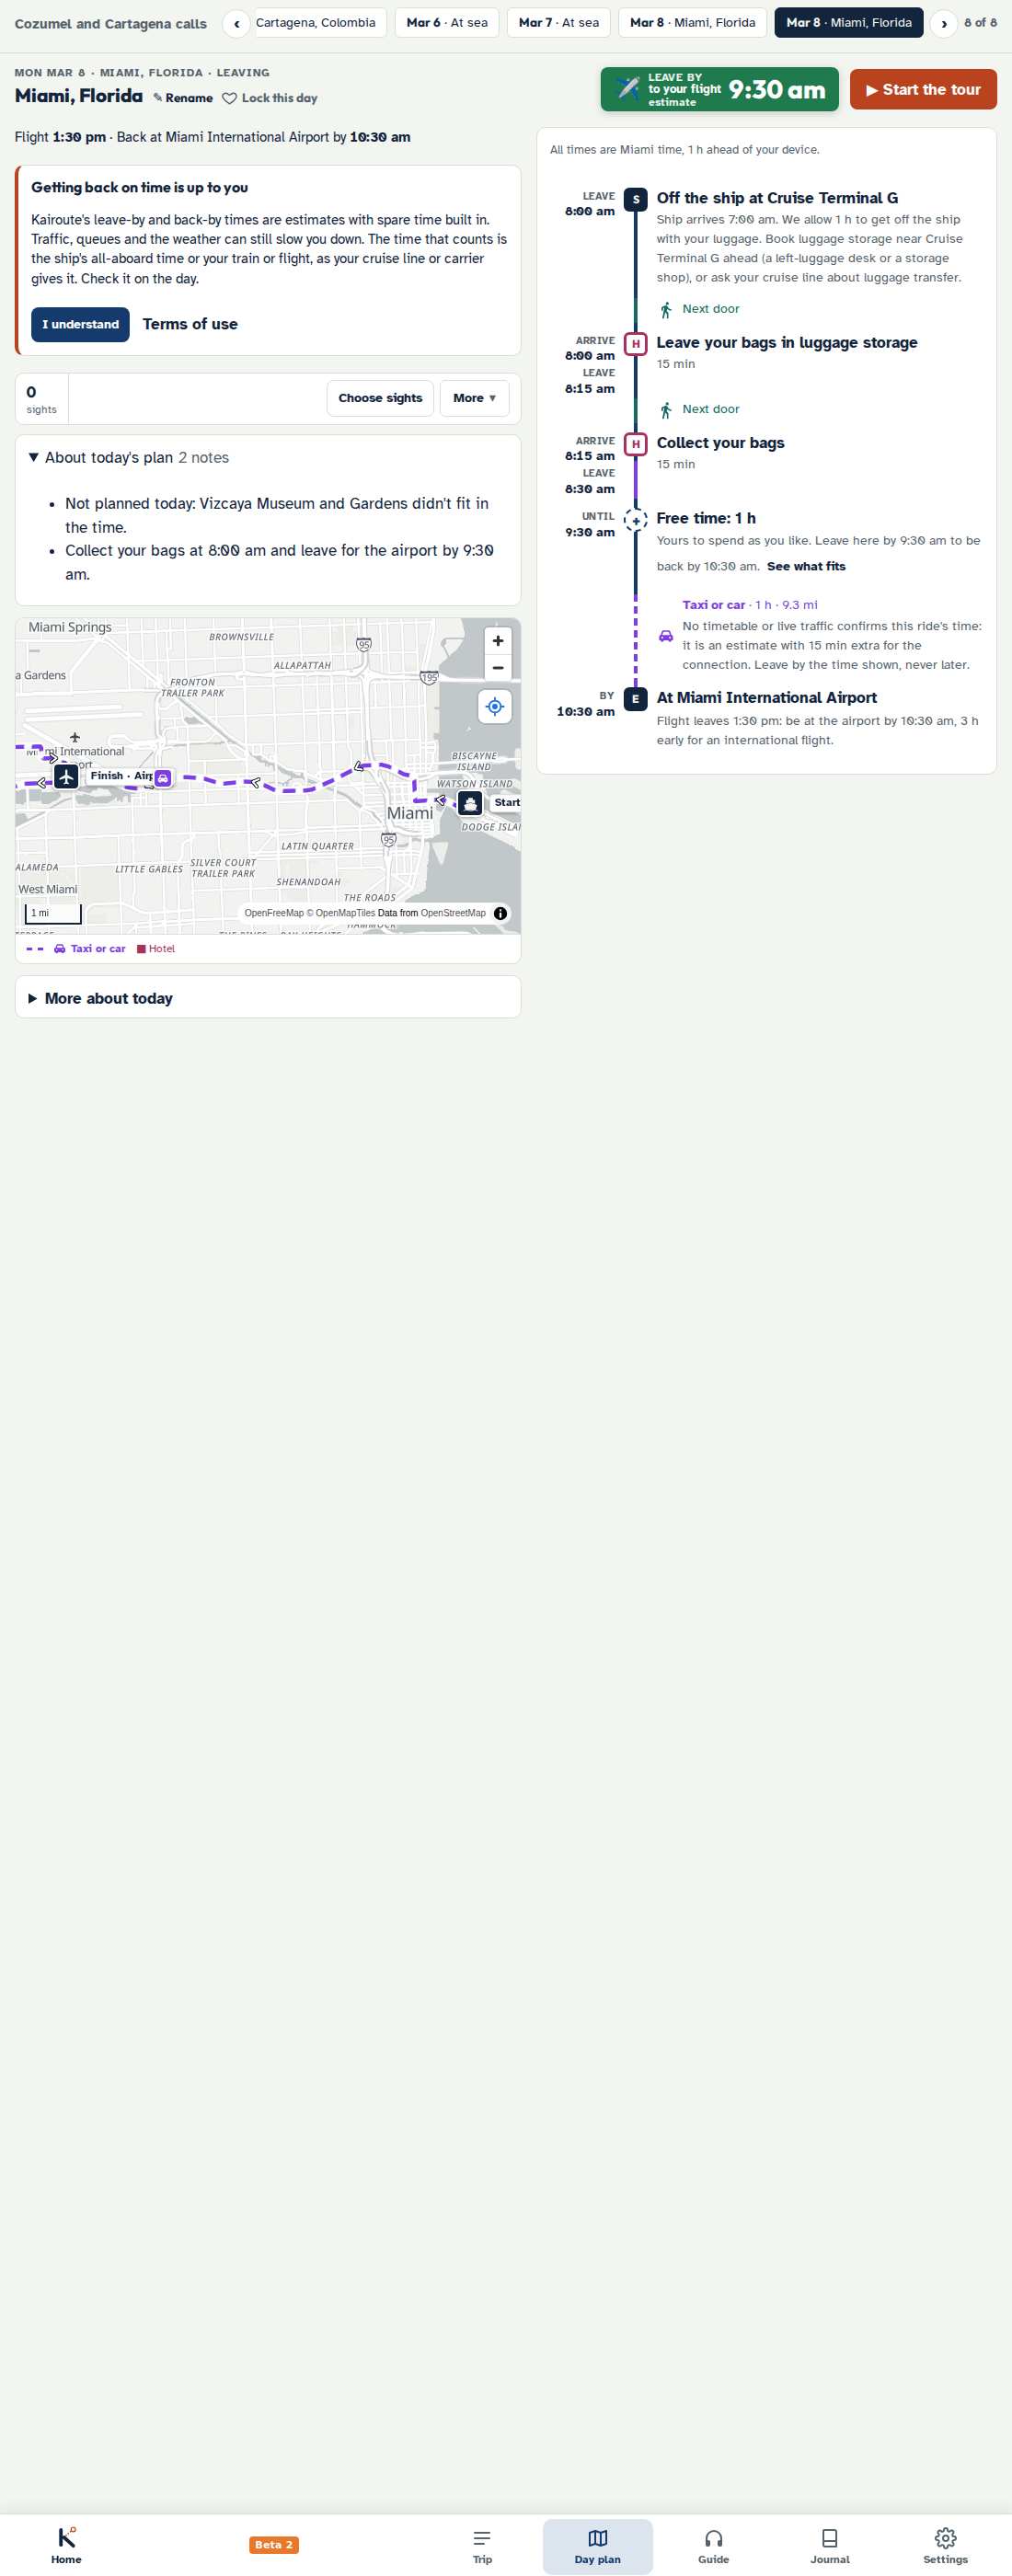 Cozumel and Cartagena calls
‹
Cartagena, Colombia
Mar 6 · At sea
Mar 7 · At sea
Mar 8 · Miami, Florida
Mar 8 · Miami, Florida
›
8 of 8
MON MAR 8 · MIAMI, FLORIDA · LEAVING
Miami, Florida
✎ Rename
Lock this day
LEAVE BY
to your flight
estimate
9:30 am
▶ Start the tour
Flight 1:30 pm · Back at Miami International Airport by 10:30 am
Getting back on time is up to you
Kairoute's leave-by and back-by times are estimates with spare time built in.
Traffic, queues and the weather can still slow you down. The time that counts is
the ship's all-aboard time or your train or flight, as your cruise line or carrier
gives it. Check it on the day.
I understand
Terms of use
0
sights
Choose sights
More ▼
▼ About today's plan 2 notes
• Not planned today: Vizcaya Museum and Gardens didn't fit in
the time.
• Collect your bags at 8:00 am and leave for the airport by 9:30
am.
Miami Springs
BROWNSVILLE
95
ALLAPATTAH
a Gardens
FRONTON
TRAILER PARK
195
+
−
mi International
ort
Finish · Airp
BISCAYNE
ISLAND
WATSON ISLAND
Miami
Start
DODGE ISLA
95
LATIN QUARTER
ALAMEDA
LITTLE GABLES
SILVER COURT
TRAILER PARK
SHENANDOAH
West Miami
THE ROADS
1 mi
OpenFreeMap © OpenMapTiles Data from OpenStreetMap
Taxi or car
Hotel
▶ More about today
All times are Miami time, 1 h ahead of your device.
LEAVE
8:00 am
S
Off the ship at Cruise Terminal G
Ship arrives 7:00 am. We allow 1 h to get off the ship
with your luggage. Book luggage storage near Cruise
Terminal G ahead (a left-luggage desk or a storage
shop), or ask your cruise line about luggage transfer.
Next door
ARRIVE
8:00 am
LEAVE
8:15 am
H
Leave your bags in luggage storage
15 min
Next door
ARRIVE
8:15 am
LEAVE
8:30 am
H
Collect your bags
15 min
UNTIL
9:30 am
+
Free time: 1 h
Yours to spend as you like. Leave here by 9:30 am to be
back by 10:30 am. See what fits
Taxi or car · 1 h · 9.3 mi
No timetable or live traffic confirms this ride's time:
it is an estimate with 15 min extra for the
connection. Leave by the time shown, never later.
BY
10:30 am
E
At Miami International Airport
Flight leaves 1:30 pm: be at the airport by 10:30 am, 3 h
early for an international flight.
Home
Beta 2
Trip
Day plan
Guide
Journal
Settings